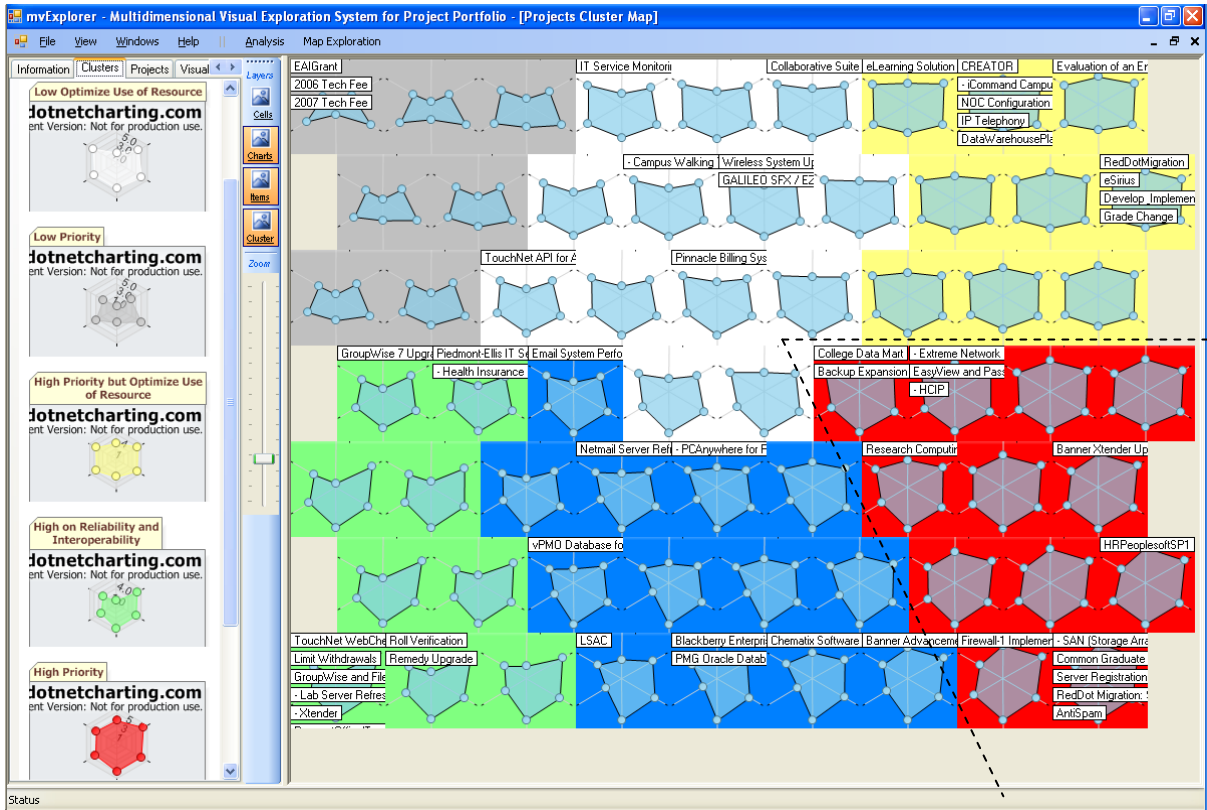 mvExplorer - Multidimensional Visual Exploration System for Project Portfolio - [Projects Cluster Map]
File View Windows Help Analysis Map Exploration
Information Clusters Projects Visual
Low Optimize Use of Resource
dotnetcharting.com
ent Version: Not for production use.
Low Priority
dotnetcharting.com
ent Version: Not for production use.
High Priority but Optimize Use
of Resource
dotnetcharting.com
ent Version: Not for production use.
High on Reliability and
Interoperability
dotnetcharting.com
ent Version: Not for production use.
High Priority
dotnetcharting.com
ent Version: Not for production use.
Layers
Cells
Charts
Items
Cluster
Zoom
EAIGrant IT Service Monitorii Collaborative Suite eLearning Solution CREATOR Evaluation of an Er
2006 Tech Fee - iCommand Campu
2007 Tech Fee NOC Configuration
IP Telephony
DataWarehousePla
- Campus Walking Wireless System Up RedDotMigration
GALILEO SFX / EZ eSirius
Develop_Implemen
Grade Change
TouchNet API for A Pinnacle Billing Sys
GroupWise 7 Upgra Piedmont-Ellis IT Se Email System Perfo College Data Mart - Extreme Network
- Health Insurance Backup Expansion EasyView and Pass
- HCIP
Netmail Server Refr - PCAnywhere for F Research Computin Banner Xtender Up
vPMO Database fo HRPeoplesoftSP1
TouchNet WebChe Roll Verification LSAC Blackberry Enterpris Chematix Software Banner Advanceme Firewall-1 Implemen - SAN (Storage Arra
Limit Withdrawals Remedy Upgrade PMG Oracle Datab Common Graduate
GroupWise and File Server Registration
- Lab Server Refres RedDot Migration:
- Xtender AntiSpam
Status